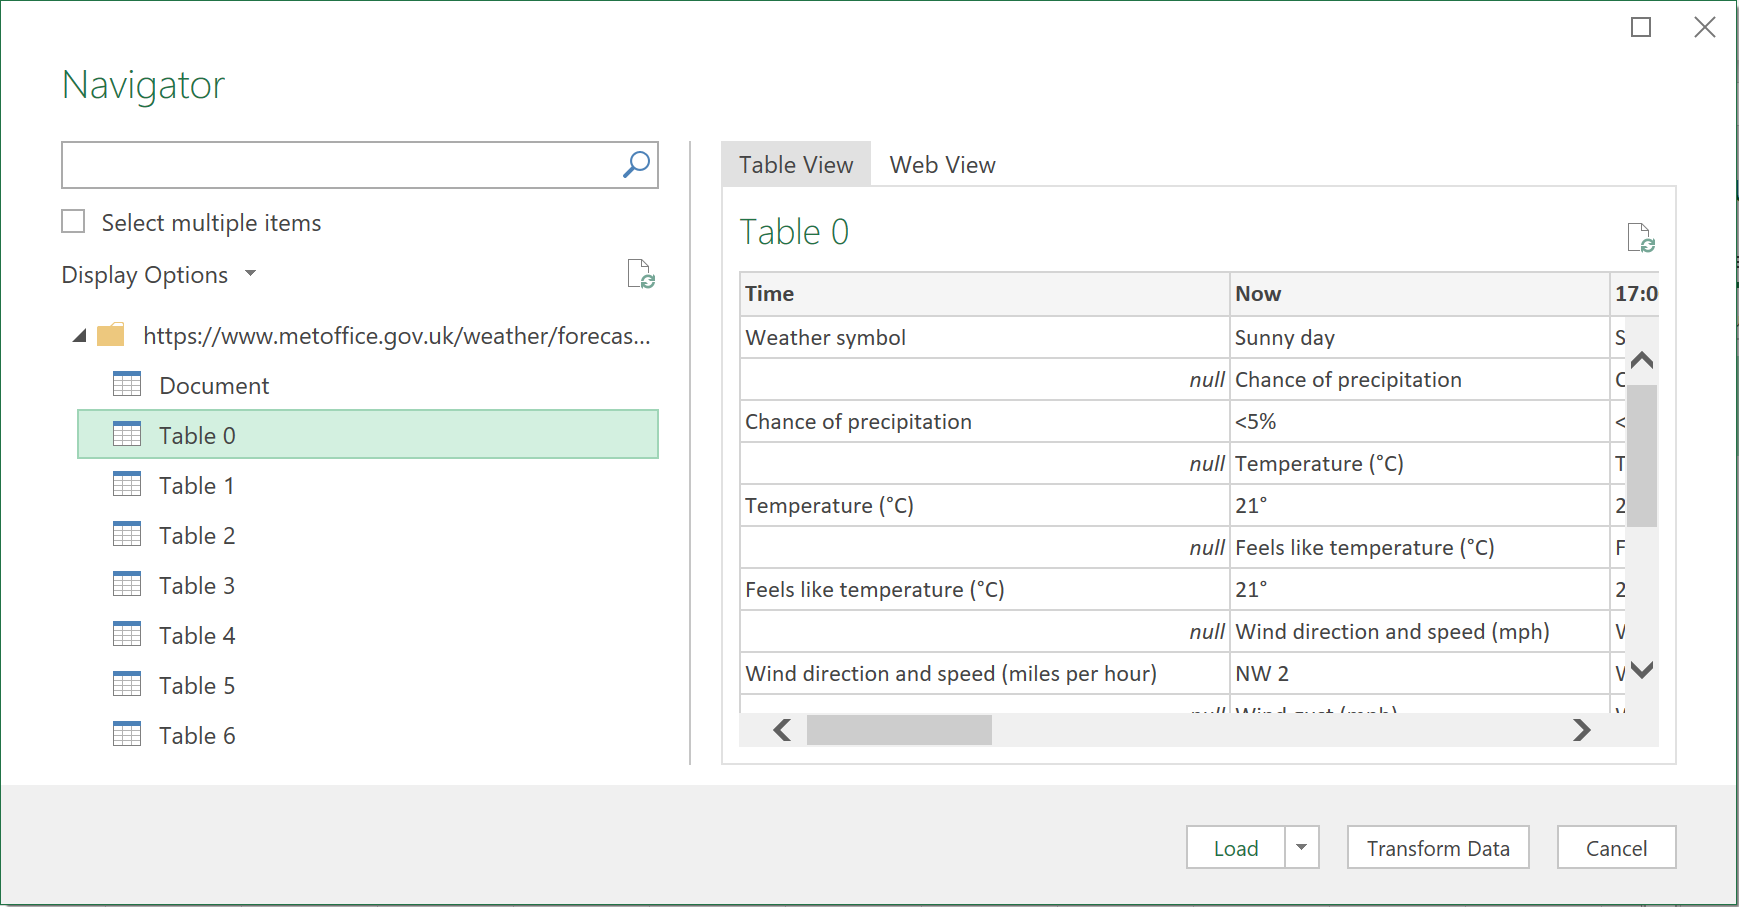 Navigator
Select multiple items
Display Options
https://www.metoffice.gov.uk/weather/forecas...
Document
Table 0
Table 1
Table 2
Table 3
Table 4
Table 5
Table 6
Table View Web View
Table 0
Time Now 17:0
Weather symbol Sunny day S
null Chance of precipitation
Chance of precipitation <5% <
null Temperature (°C) T
Temperature (°C) 21° 2
null Feels like temperature (°C) F
Feels like temperature (°C) 21° 2
null Wind direction and speed (mph)
Wind direction and speed (miles per hour) NW 2
null Wind gust (mph)
Load Transform Data Cancel